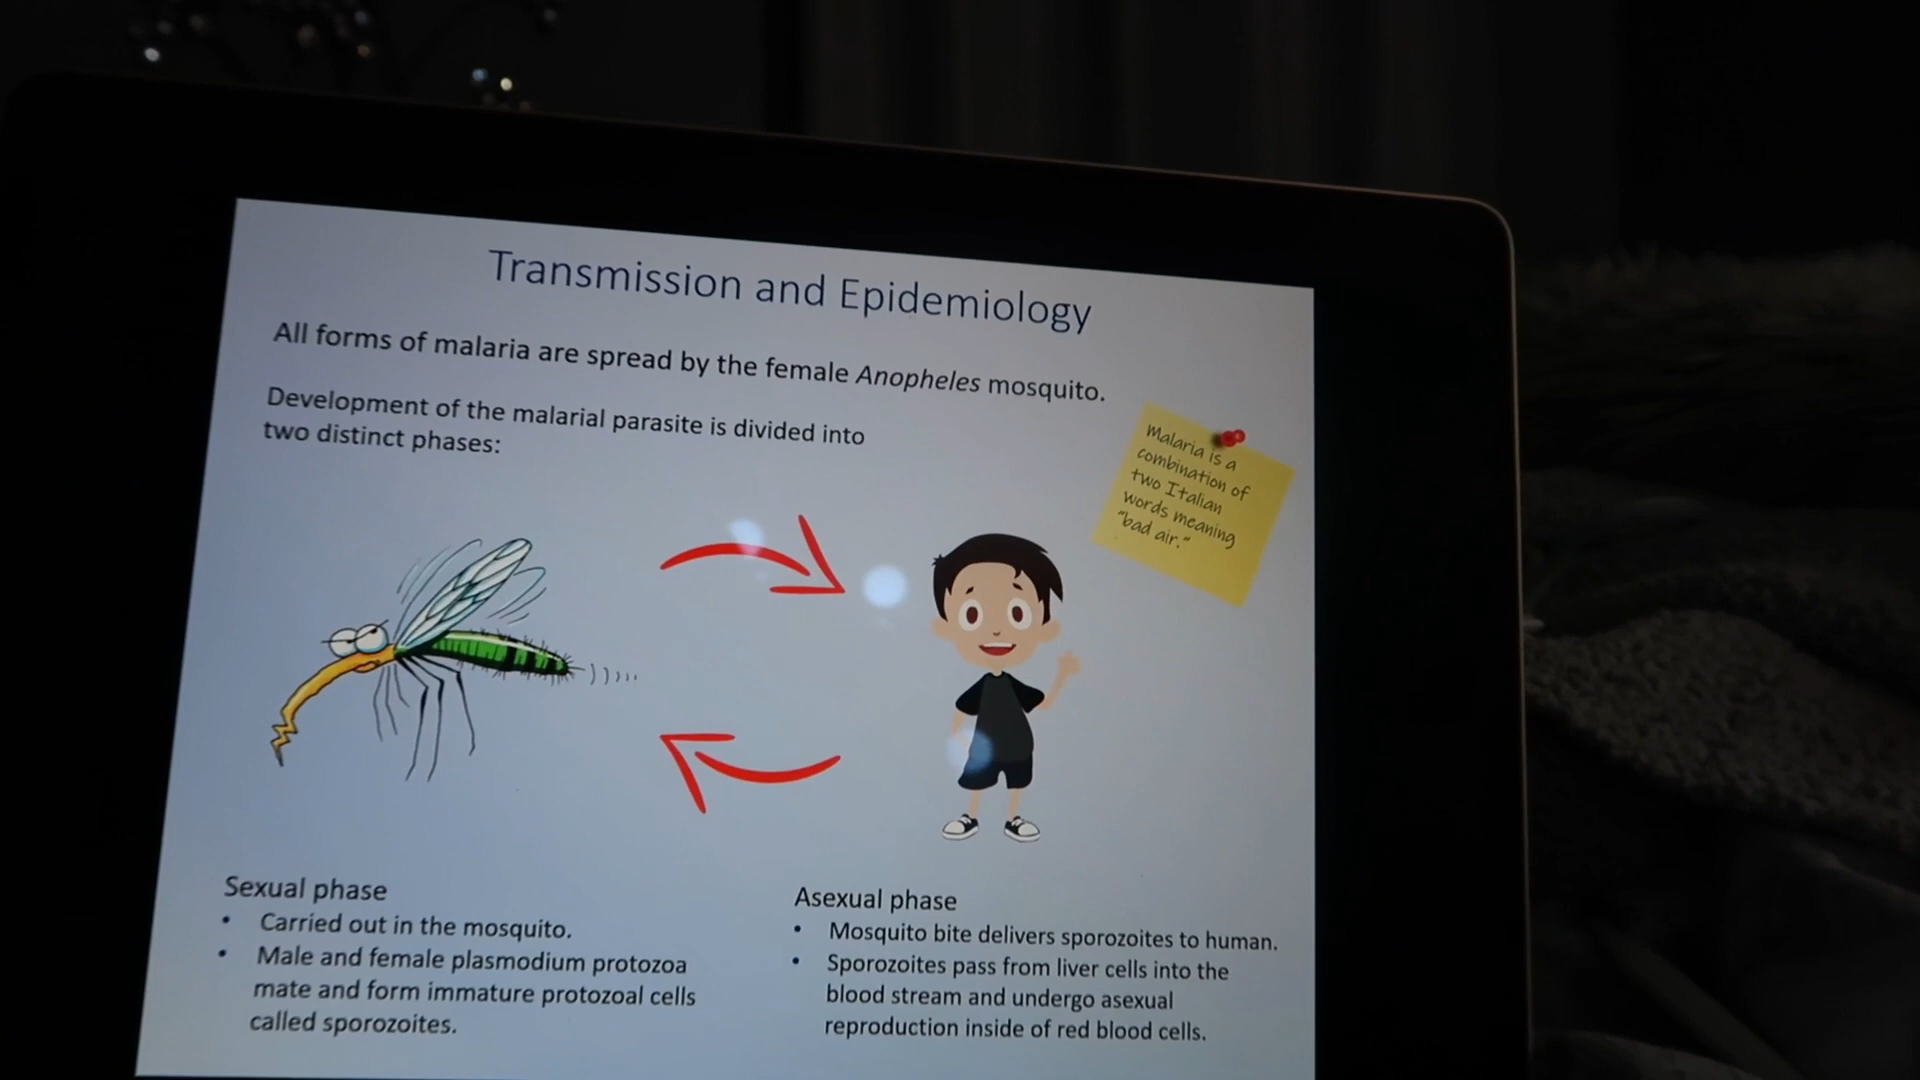 Transmission and Epidemiology
All forms of malaria are spread by the female Anopheles mosquito.
Development of the malarial parasite is divided into
two distinct phases:
Malaria is a
combination of
two Italian
words meaning
"bad air."
Sexual phase
• Carried out in the mosquito.
• Male and female plasmodium protozoa
mate and form immature protozoal cells
called sporozoites.
Asexual phase
• Mosquito bite delivers sporozoites to human.
• Sporozoites pass from liver cells into the
blood stream and undergo asexual
reproduction inside of red blood cells.